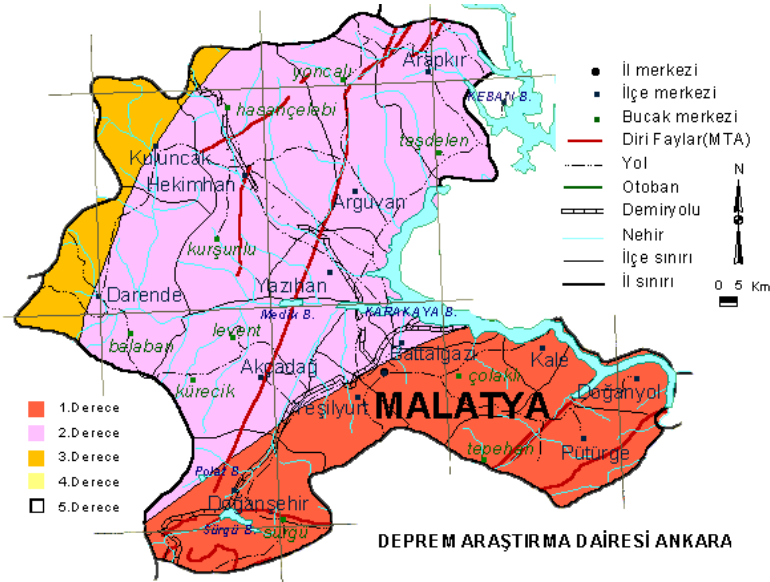 Arapkir
yoncalı
KEBAN B.
hasançelebi
taşdelen
Kuluncak
Hekimhan
Arguvan
kurşunlu
Yazıhan
Darende
Medik B.
KARAKAYA B.
levent
balaban
Battalgazi
Kale
Akçadağ
kürecik
çolaklı
Doğanyol
Yeşilyurt
MALATYA
tepehan
Pütürge
Polat B.
Doğanşehir
Sürgü B.
sürgü
İl merkezi
İlçe merkezi
Bucak merkezi
Diri Faylar(MTA)
Yol
Otoban
Demiryolu
Nehir
İlçe sınırı
İl sınırı
N
0 5 Km
1.Derece
2.Derece
3.Derece
4.Derece
5.Derece
DEPREM ARAŞTIRMA DAİRESİ ANKARA